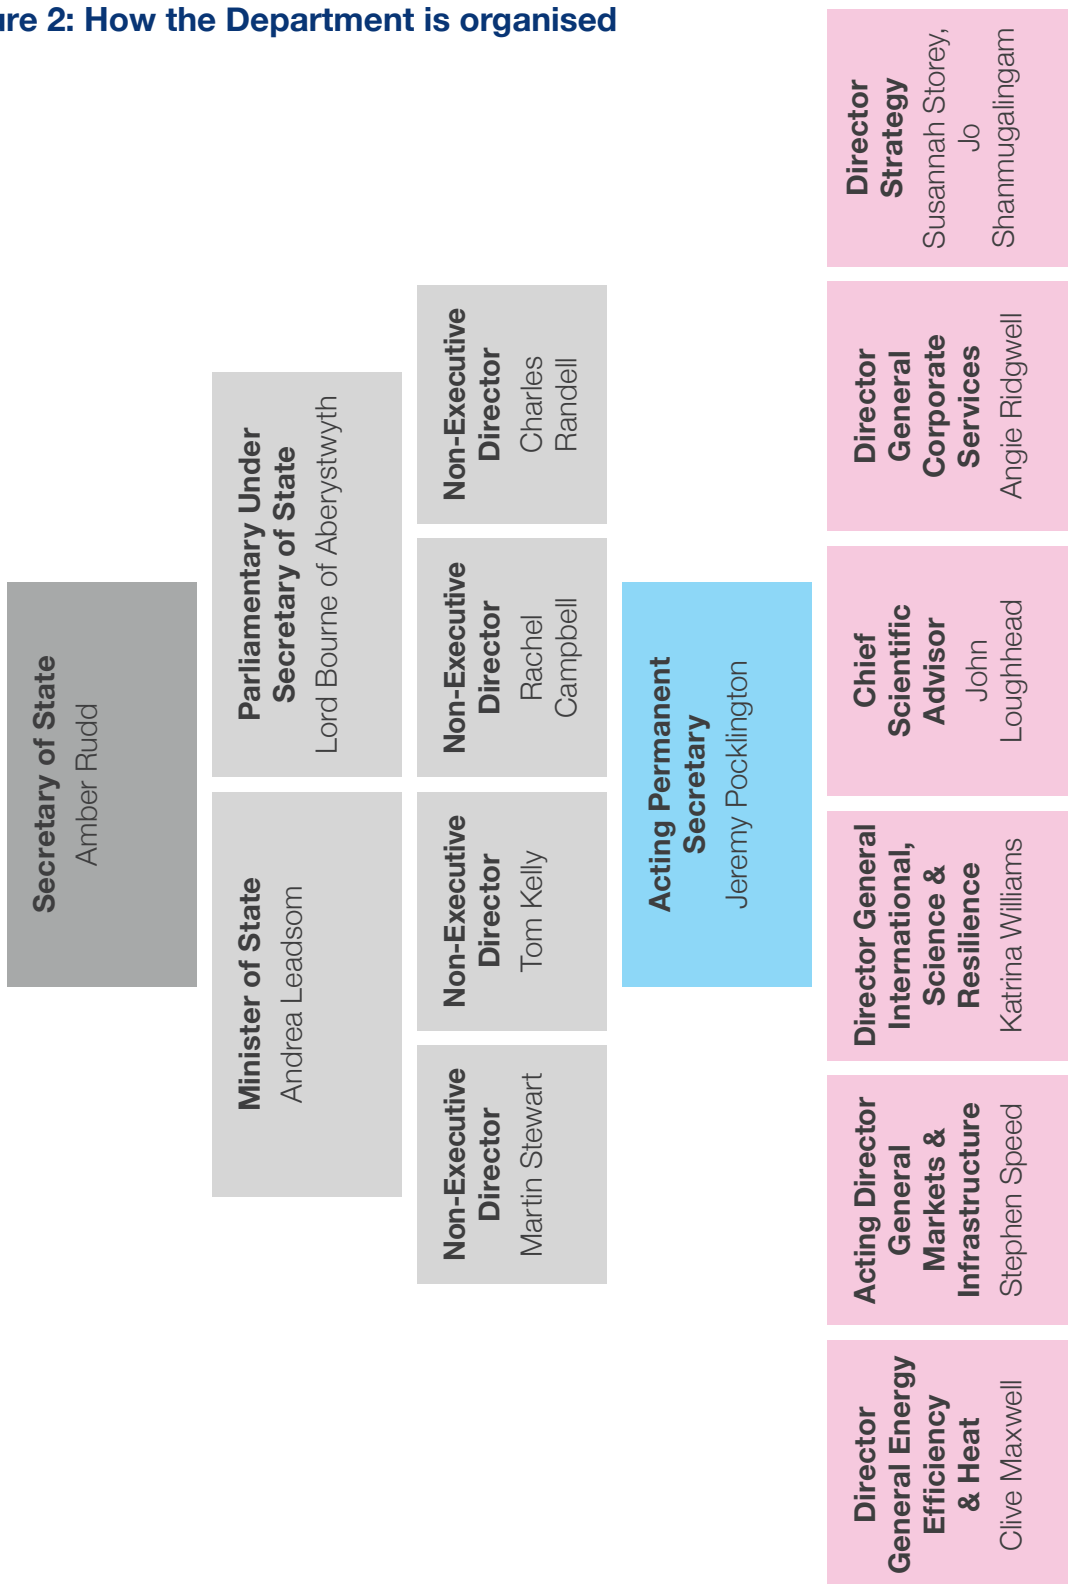 ure 2: How the Department is organised
Secretary of State
Amber Rudd
Minister of State
Andrea Leadsom
Parliamentary Under
Secretary of State
Lord Bourne of Aberystwyth
Non-Executive
Director
Martin Stewart
Non-Executive
Director
Tom Kelly
Non-Executive
Director
Rachel
Campbell
Non-Executive
Director
Charles
Randell
Acting Permanent
Secretary
Jeremy Pocklington
Director
General Energy
Efficiency
& Heat
Clive Maxwell
Acting Director
General
Markets &
Infrastructure
Stephen Speed
Director General
International,
Science &
Resilience
Katrina Williams
Chief
Scientific
Advisor
John
Loughhead
Director
General
Corporate
Services
Angie Ridgwell
Director
Strategy
Susannah Storey,
Jo
Shanmugalingam